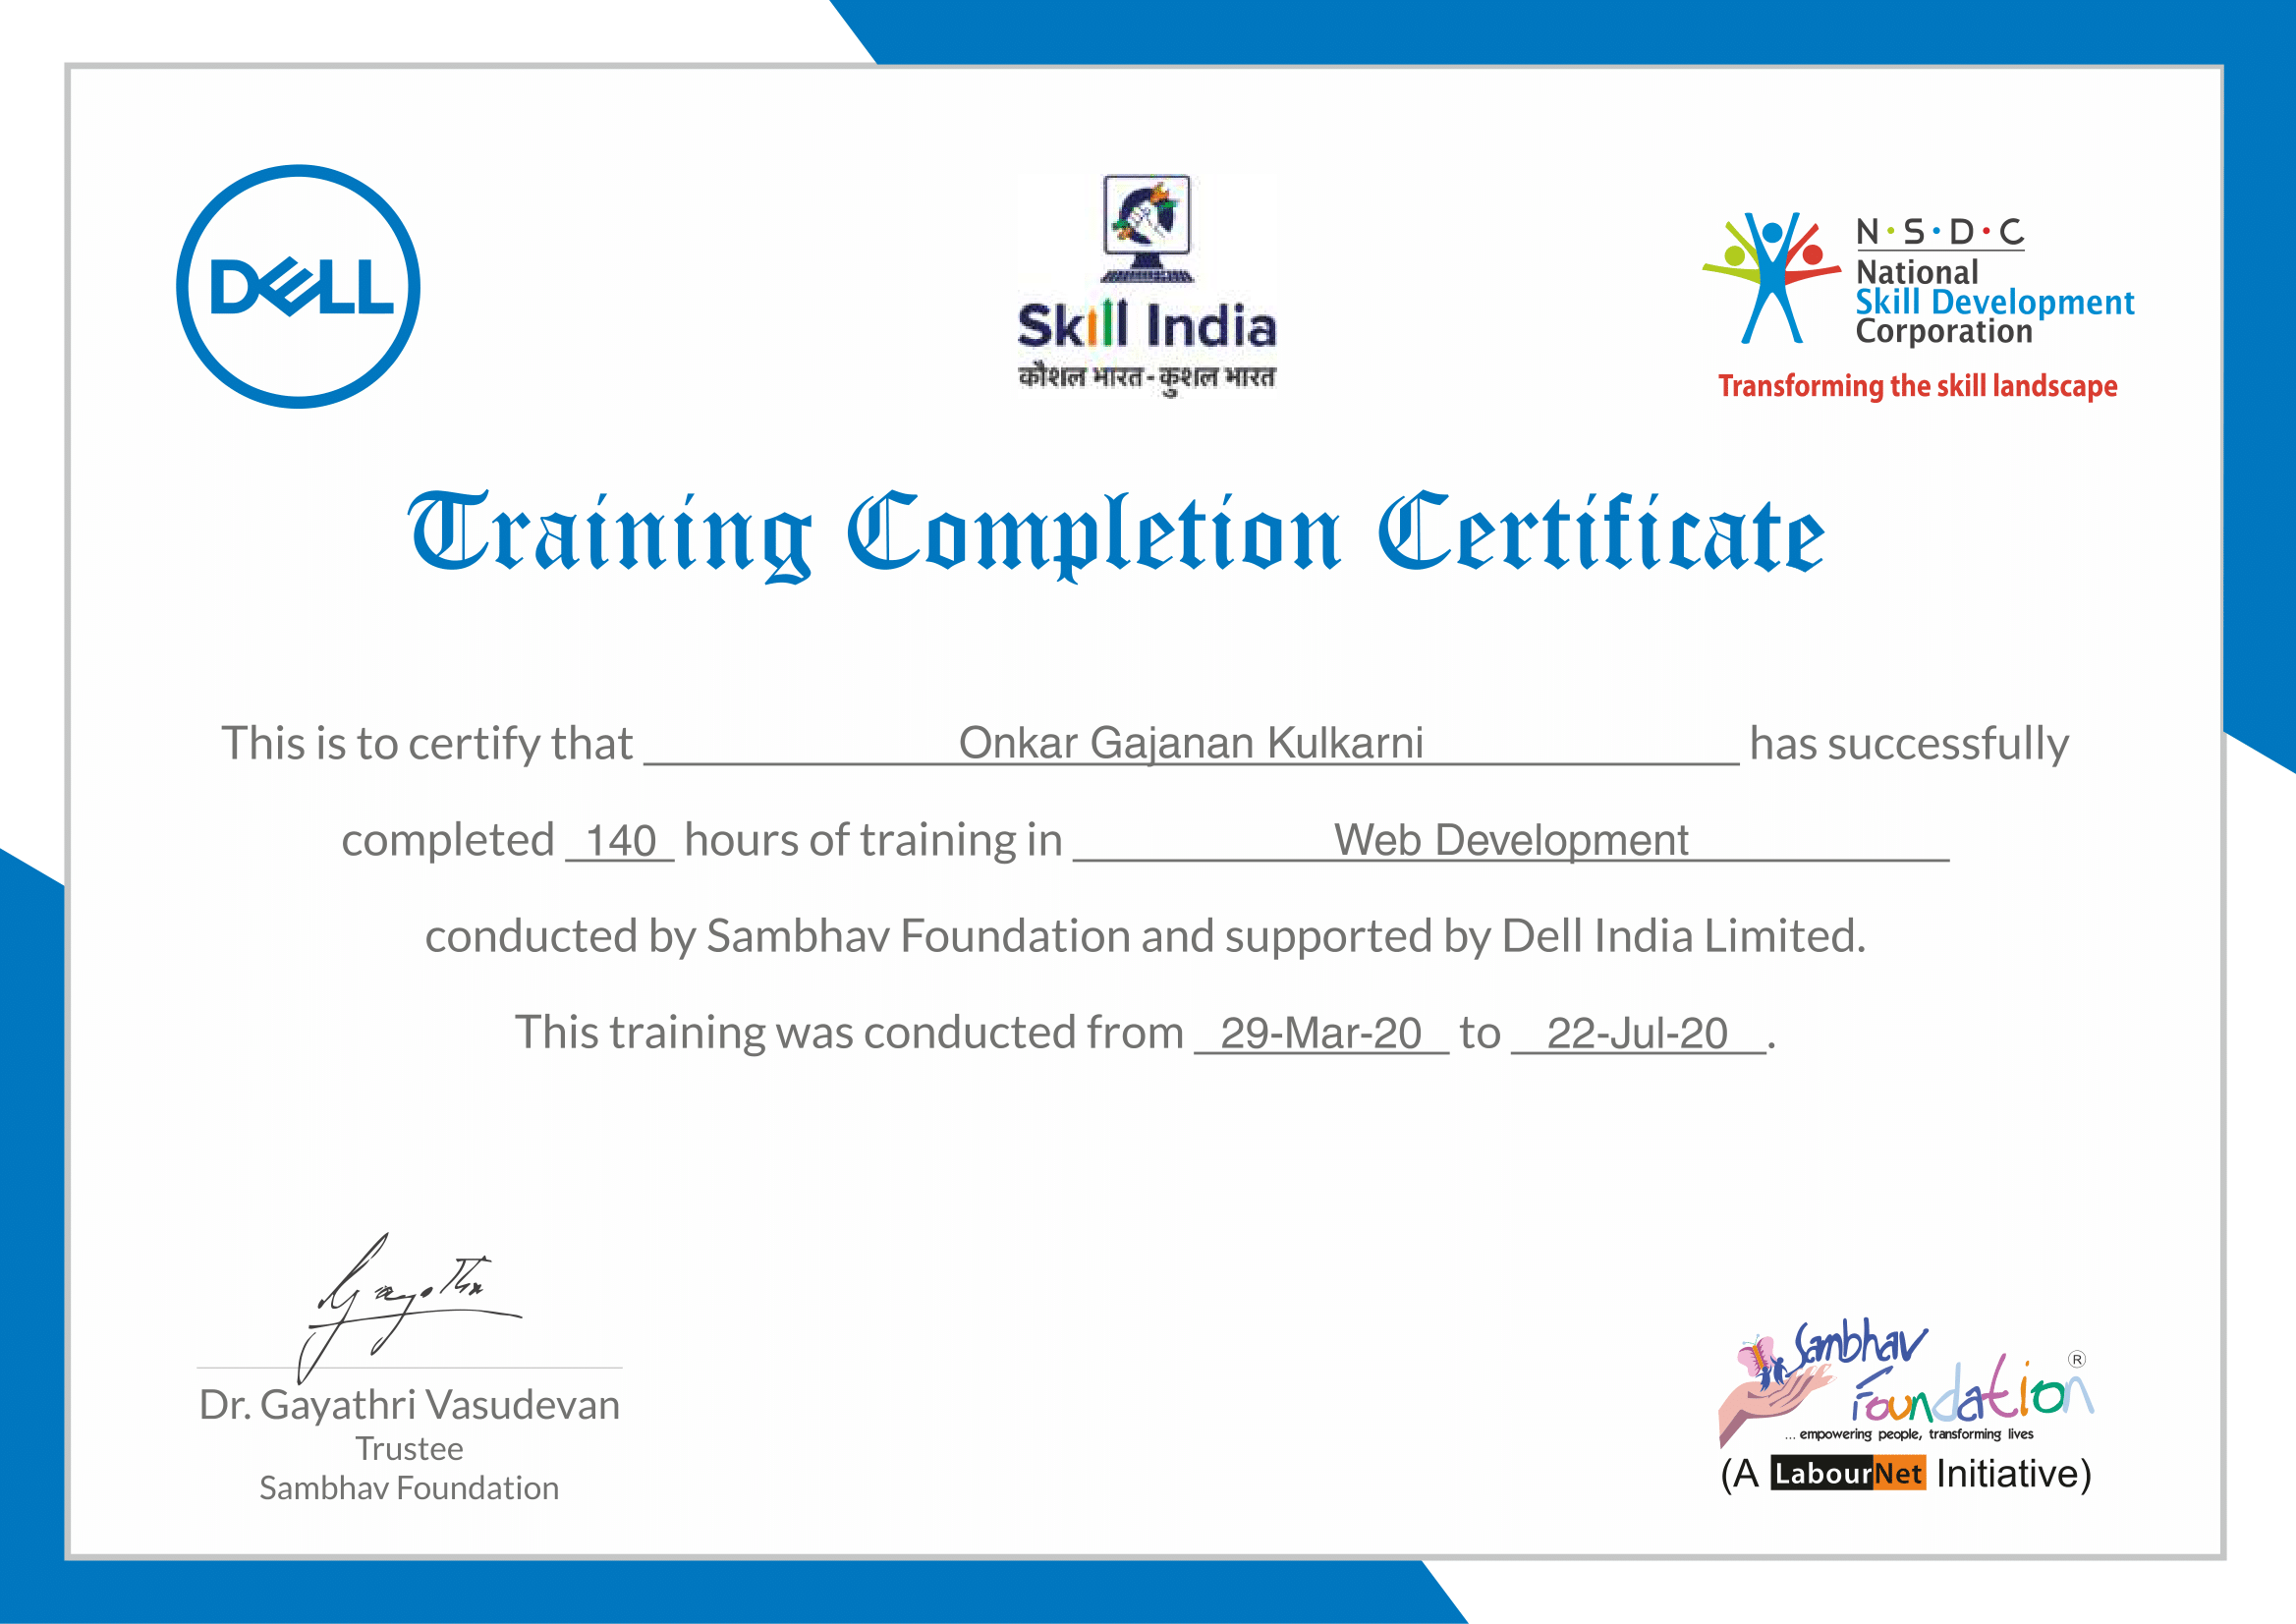 DELL
Skill India
कौशल भारत - कुशल भारत
N·S·D·C
National
Skill Development
Corporation
Transforming the skill landscape
Training Completion Certificate
This is to certify that Onkar Gajanan Kulkarni has successfully
completed 140 hours of training in Web Development
conducted by Sambhav Foundation and supported by Dell India Limited.
This training was conducted from 29-Mar-20 to 22-Jul-20.
Gayathri
Dr. Gayathri Vasudevan
Trustee
Sambhav Foundation
Sambhav
Foundation ®
... empowering people, transforming lives
(A LabourNet Initiative)